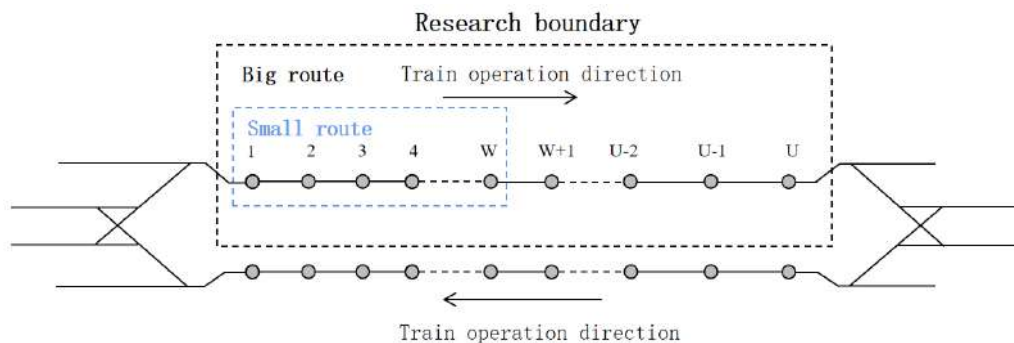 Research boundary
Big route
Train operation direction
Small route
1 2 3 4 W W+1 U-2 U-1 U
Train operation direction